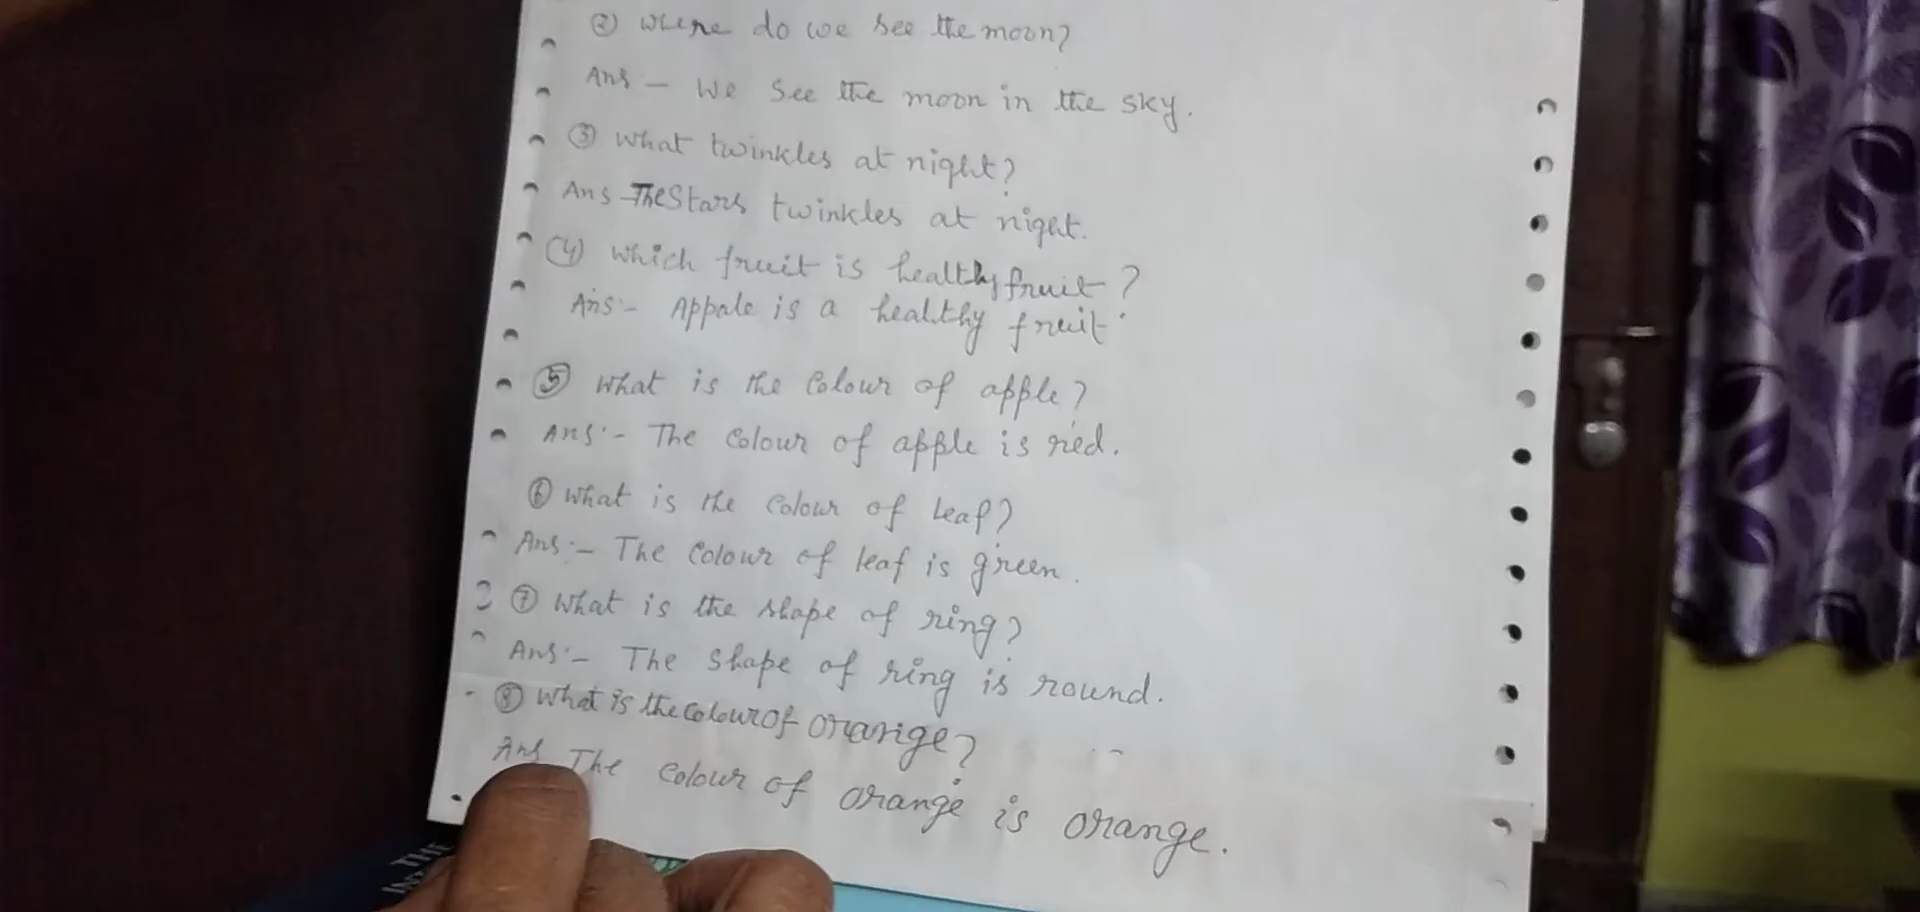 ② Where do we see the moon?
Ans — We see the moon in the sky.
③ What twinkles at night?
Ans The Stars twinkles at night.
(4) Which fruit is healthy fruit?
Ans:- Appale is a healthy fruit.
⑤ What is the Colour of apple?
Ans:- The Colour of apple is red.
⑥ What is the Colour of leaf?
Ans:- The Colour of leaf is green.
⑦ What is the shape of ring?
Ans:- The shape of ring is round.
⑧ What is the Colour of orange?
Ans The Colour of orange is orange.
THE